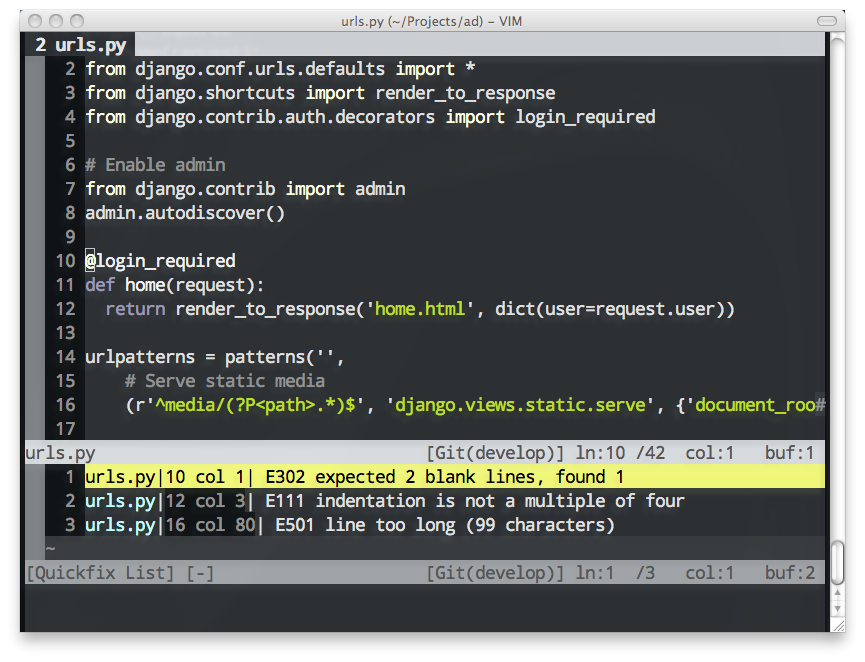 urls.py (~/Projects/ad) – VIM
2 urls.py
2 from django.conf.urls.defaults import *
3 from django.shortcuts import render_to_response
4 from django.contrib.auth.decorators import login_required
5
6 # Enable admin
7 from django.contrib import admin
8 admin.autodiscover()
9
10 @login_required
11 def home(request):
12   return render_to_response('home.html', dict(user=request.user))
13
14 urlpatterns = patterns('',
15     # Serve static media
16     (r'^media/(?P<path>.*)$', 'django.views.static.serve', {'document_roo#
17
urls.py [Git(develop)] ln:10 /42 col:1 buf:1
1 urls.py|10 col 1| E302 expected 2 blank lines, found 1
2 urls.py|12 col 3| E111 indentation is not a multiple of four
3 urls.py|16 col 80| E501 line too long (99 characters)
~
[Quickfix List] [-] [Git(develop)] ln:1 /3 col:1 buf:2